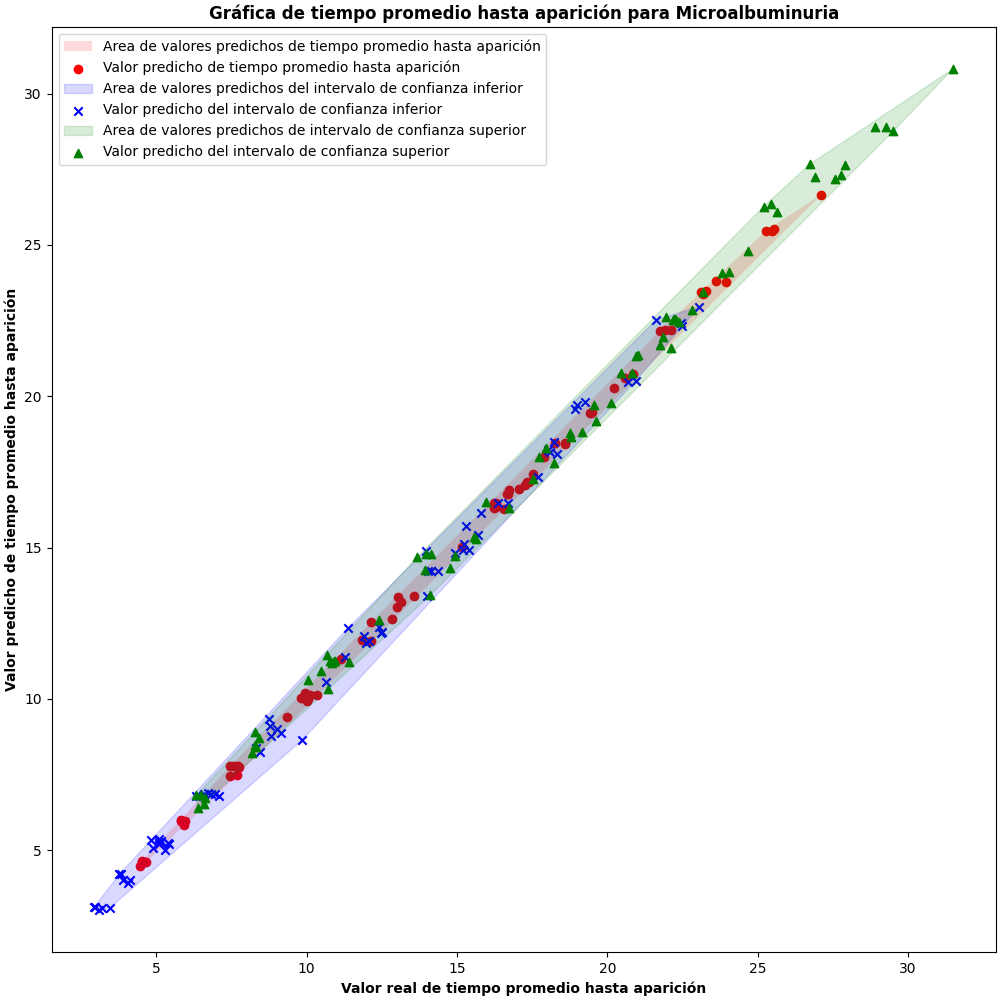 Gráfica de tiempo promedio hasta aparición para Microalbuminuria
Area de valores predichos de tiempo promedio hasta aparición
Valor predicho de tiempo promedio hasta aparición
Area de valores predichos del intervalo de confianza inferior
Valor predicho del intervalo de confianza inferior
Area de valores predichos de intervalo de confianza superior
Valor predicho del intervalo de confianza superior
Valor predicho de tiempo promedio hasta aparición
30
25
20
15
10
5
5 10 15 20 25 30
Valor real de tiempo promedio hasta aparición